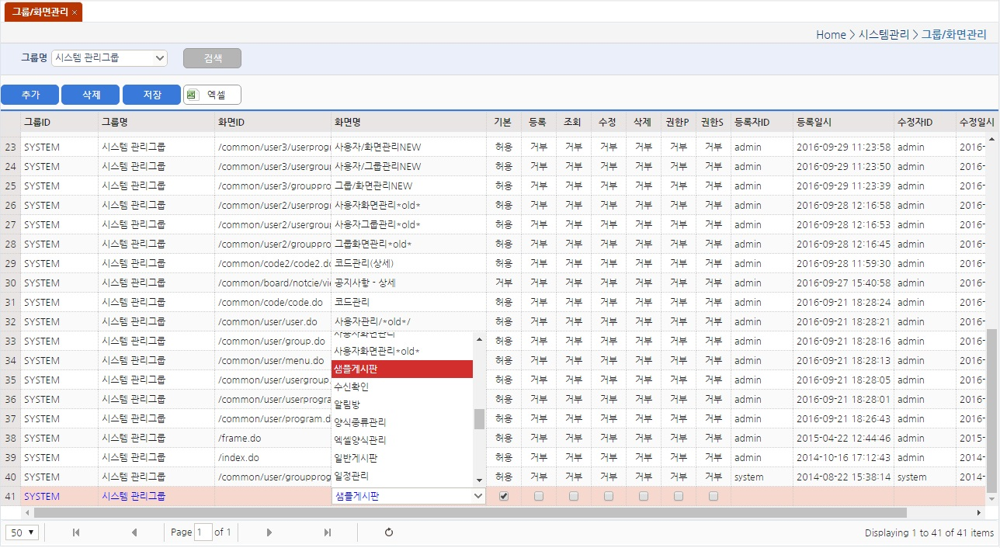 그룹/화면관리 ×
Home > 시스템관리 > 그룹/화면관리
그룹명 시스템 관리그룹 검색
추가 삭제 저장 엑셀
그룹ID 그룹명 화면ID 화면명 기본 등록 조회 수정 삭제 권한P 권한S 등록자ID 등록일시 수정자ID 수정일시
23 SYSTEM 시스템 관리그룹 /common/user3/userprogr 사용자/화면관리NEW 허용 거부 거부 거부 거부 거부 거부 admin 2016-09-29 11:23:58 admin 2016-
24 SYSTEM 시스템 관리그룹 /common/user3/usergroup 사용자/그룹관리NEW 허용 거부 거부 거부 거부 거부 거부 admin 2016-09-29 11:23:50 admin 2016-
25 SYSTEM 시스템 관리그룹 /common/user3/grouppro 그룹/화면관리NEW 허용 거부 거부 거부 거부 거부 거부 admin 2016-09-29 11:23:39 admin 2016-
26 SYSTEM 시스템 관리그룹 /common/user2/userprogr 사용자화면관리*old* 허용 거부 거부 거부 거부 거부 거부 admin 2016-09-28 12:16:58 admin 2016-
27 SYSTEM 시스템 관리그룹 /common/user2/usergroup 사용자그룹관리*old* 허용 거부 거부 거부 거부 거부 거부 admin 2016-09-28 12:16:53 admin 2016-
28 SYSTEM 시스템 관리그룹 /common/user2/grouppro 그룹화면관리*old* 허용 거부 거부 거부 거부 거부 거부 admin 2016-09-28 12:16:45 admin 2016-
29 SYSTEM 시스템 관리그룹 /common/code2/code2.do 코드관리(상세) 허용 거부 거부 거부 거부 거부 거부 admin 2016-09-28 11:59:30 admin 2016-
30 SYSTEM 시스템 관리그룹 /common/board/notcie/vie 공지사항 - 상세 거부 거부 거부 거부 거부 거부 거부 admin 2016-09-27 15:40:58 admin 2016-
31 SYSTEM 시스템 관리그룹 /common/code/code.do 코드관리 허용 거부 거부 거부 거부 거부 거부 admin 2016-09-21 18:28:24 admin 2016-
32 SYSTEM 시스템 관리그룹 /common/user/user.do 사용자관리/*old*/ 허용 거부 거부 거부 거부 거부 거부 admin 2016-09-21 18:28:21 admin 2016-
33 SYSTEM 시스템 관리그룹 /common/user/group.do 사용자화면관리 허용 거부 거부 거부 거부 거부 거부 admin 2016-09-21 18:28:16 admin 2016-
사용자화면관리*old*
34 SYSTEM 시스템 관리그룹 /common/user/menu.do 허용 거부 거부 거부 거부 거부 거부 admin 2016-09-21 18:28:13 admin 2016-
샘플게시판
35 SYSTEM 시스템 관리그룹 /common/user/usergroup. 허용 거부 거부 거부 거부 거부 거부 admin 2016-09-21 18:28:05 admin 2016-
수신확인
36 SYSTEM 시스템 관리그룹 /common/user/userprogra 허용 거부 거부 거부 거부 거부 거부 admin 2016-09-21 18:28:01 admin 2016-
알림방
37 SYSTEM 시스템 관리그룹 /common/user/program.d 양식종류관리 허용 거부 거부 거부 거부 거부 거부 admin 2016-09-21 18:26:43 admin 2016-
38 SYSTEM 시스템 관리그룹 /frame.do 엑셀양식관리 허용 거부 거부 거부 거부 거부 거부 admin 2015-04-22 12:44:46 admin 2015-
39 SYSTEM 시스템 관리그룹 /index.do 일반게시판 허용 거부 거부 거부 거부 거부 거부 admin 2014-10-16 17:12:43 admin 2014-
40 SYSTEM 시스템 관리그룹 /common/user/groupprog 일정관리 허용 거부 거부 거부 거부 거부 거부 system 2014-08-22 15:38:14 system 2014-
41 SYSTEM 시스템 관리그룹 샘플게시판
50 Page 1 of 1 Displaying 1 to 41 of 41 items